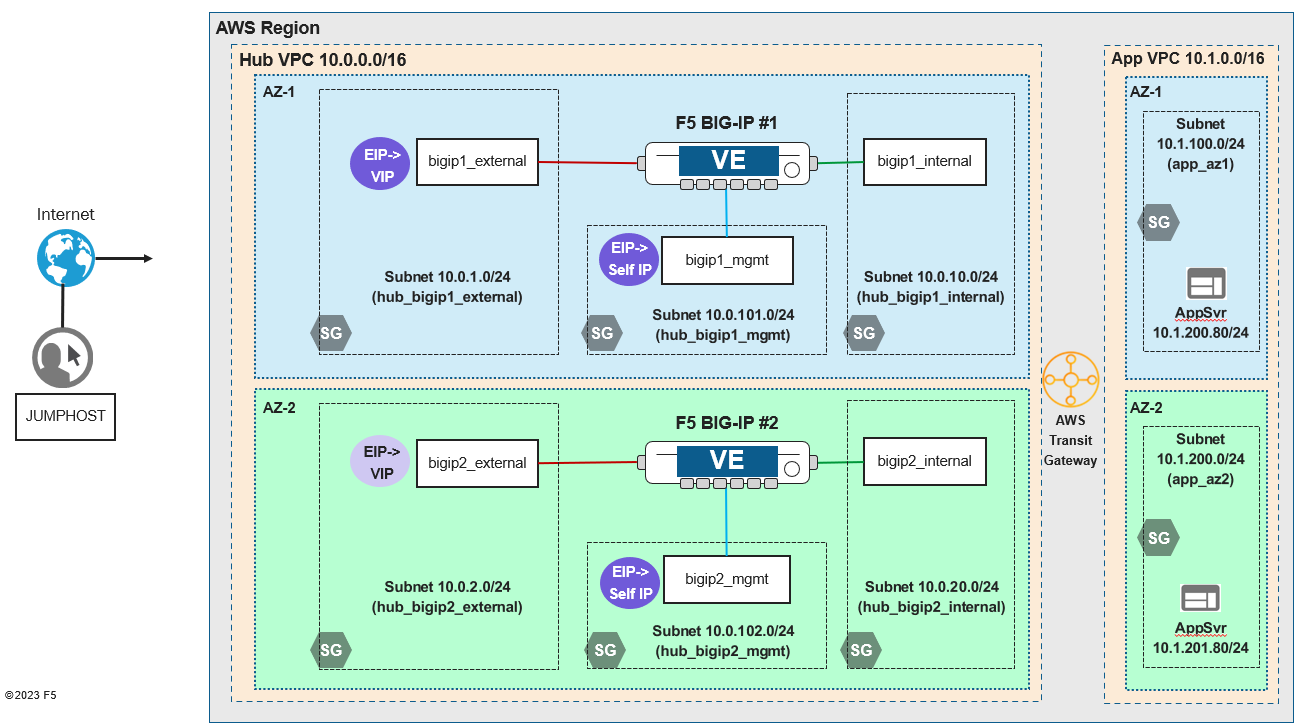 AWS Region
Hub VPC 10.0.0.0/16
AZ-1
EIP->
VIP
bigip1_external
Subnet 10.0.1.0/24
(hub_bigip1_external)
SG
F5 BIG-IP #1
VE
EIP->
Self IP
bigip1_mgmt
Subnet 10.0.101.0/24
(hub_bigip1_mgmt)
SG
bigip1_internal
Subnet 10.0.10.0/24
(hub_bigip1_internal)
SG
AZ-2
EIP->
VIP
bigip2_external
Subnet 10.0.2.0/24
(hub_bigip2_external)
SG
F5 BIG-IP #2
VE
EIP->
Self IP
bigip2_mgmt
Subnet 10.0.102.0/24
(hub_bigip2_mgmt)
SG
bigip2_internal
Subnet 10.0.20.0/24
(hub_bigip2_internal)
SG
AWS
Transit
Gateway
App VPC 10.1.0.0/16
AZ-1
Subnet
10.1.100.0/24
(app_az1)
SG
AppSvr
10.1.200.80/24
AZ-2
Subnet
10.1.200.0/24
(app_az2)
SG
AppSvr
10.1.201.80/24
Internet
JUMPHOST
©2023 F5